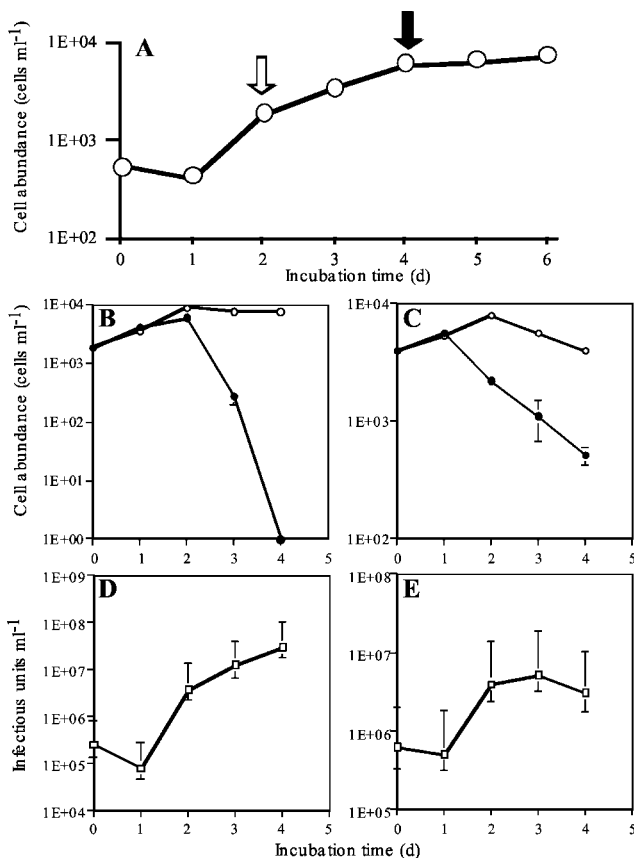 A
Cell abundance (cells ml⁻¹)
1E+04
1E+03
1E+02
0 1 2 3 4 5 6
Incubation time (d)
B
Cell abundance (cells ml⁻¹)
1E+04
1E+03
1E+02
1E+01
1E+00
0 1 2 3 4 5
C
1E+04
1E+03
1E+02
0 1 2 3 4 5
D
Infectious units ml⁻¹
1E+09
1E+08
1E+07
1E+06
1E+05
1E+04
0 1 2 3 4 5
E
1E+08
1E+07
1E+06
1E+05
0 1 2 3 4 5
Incubation time (d)